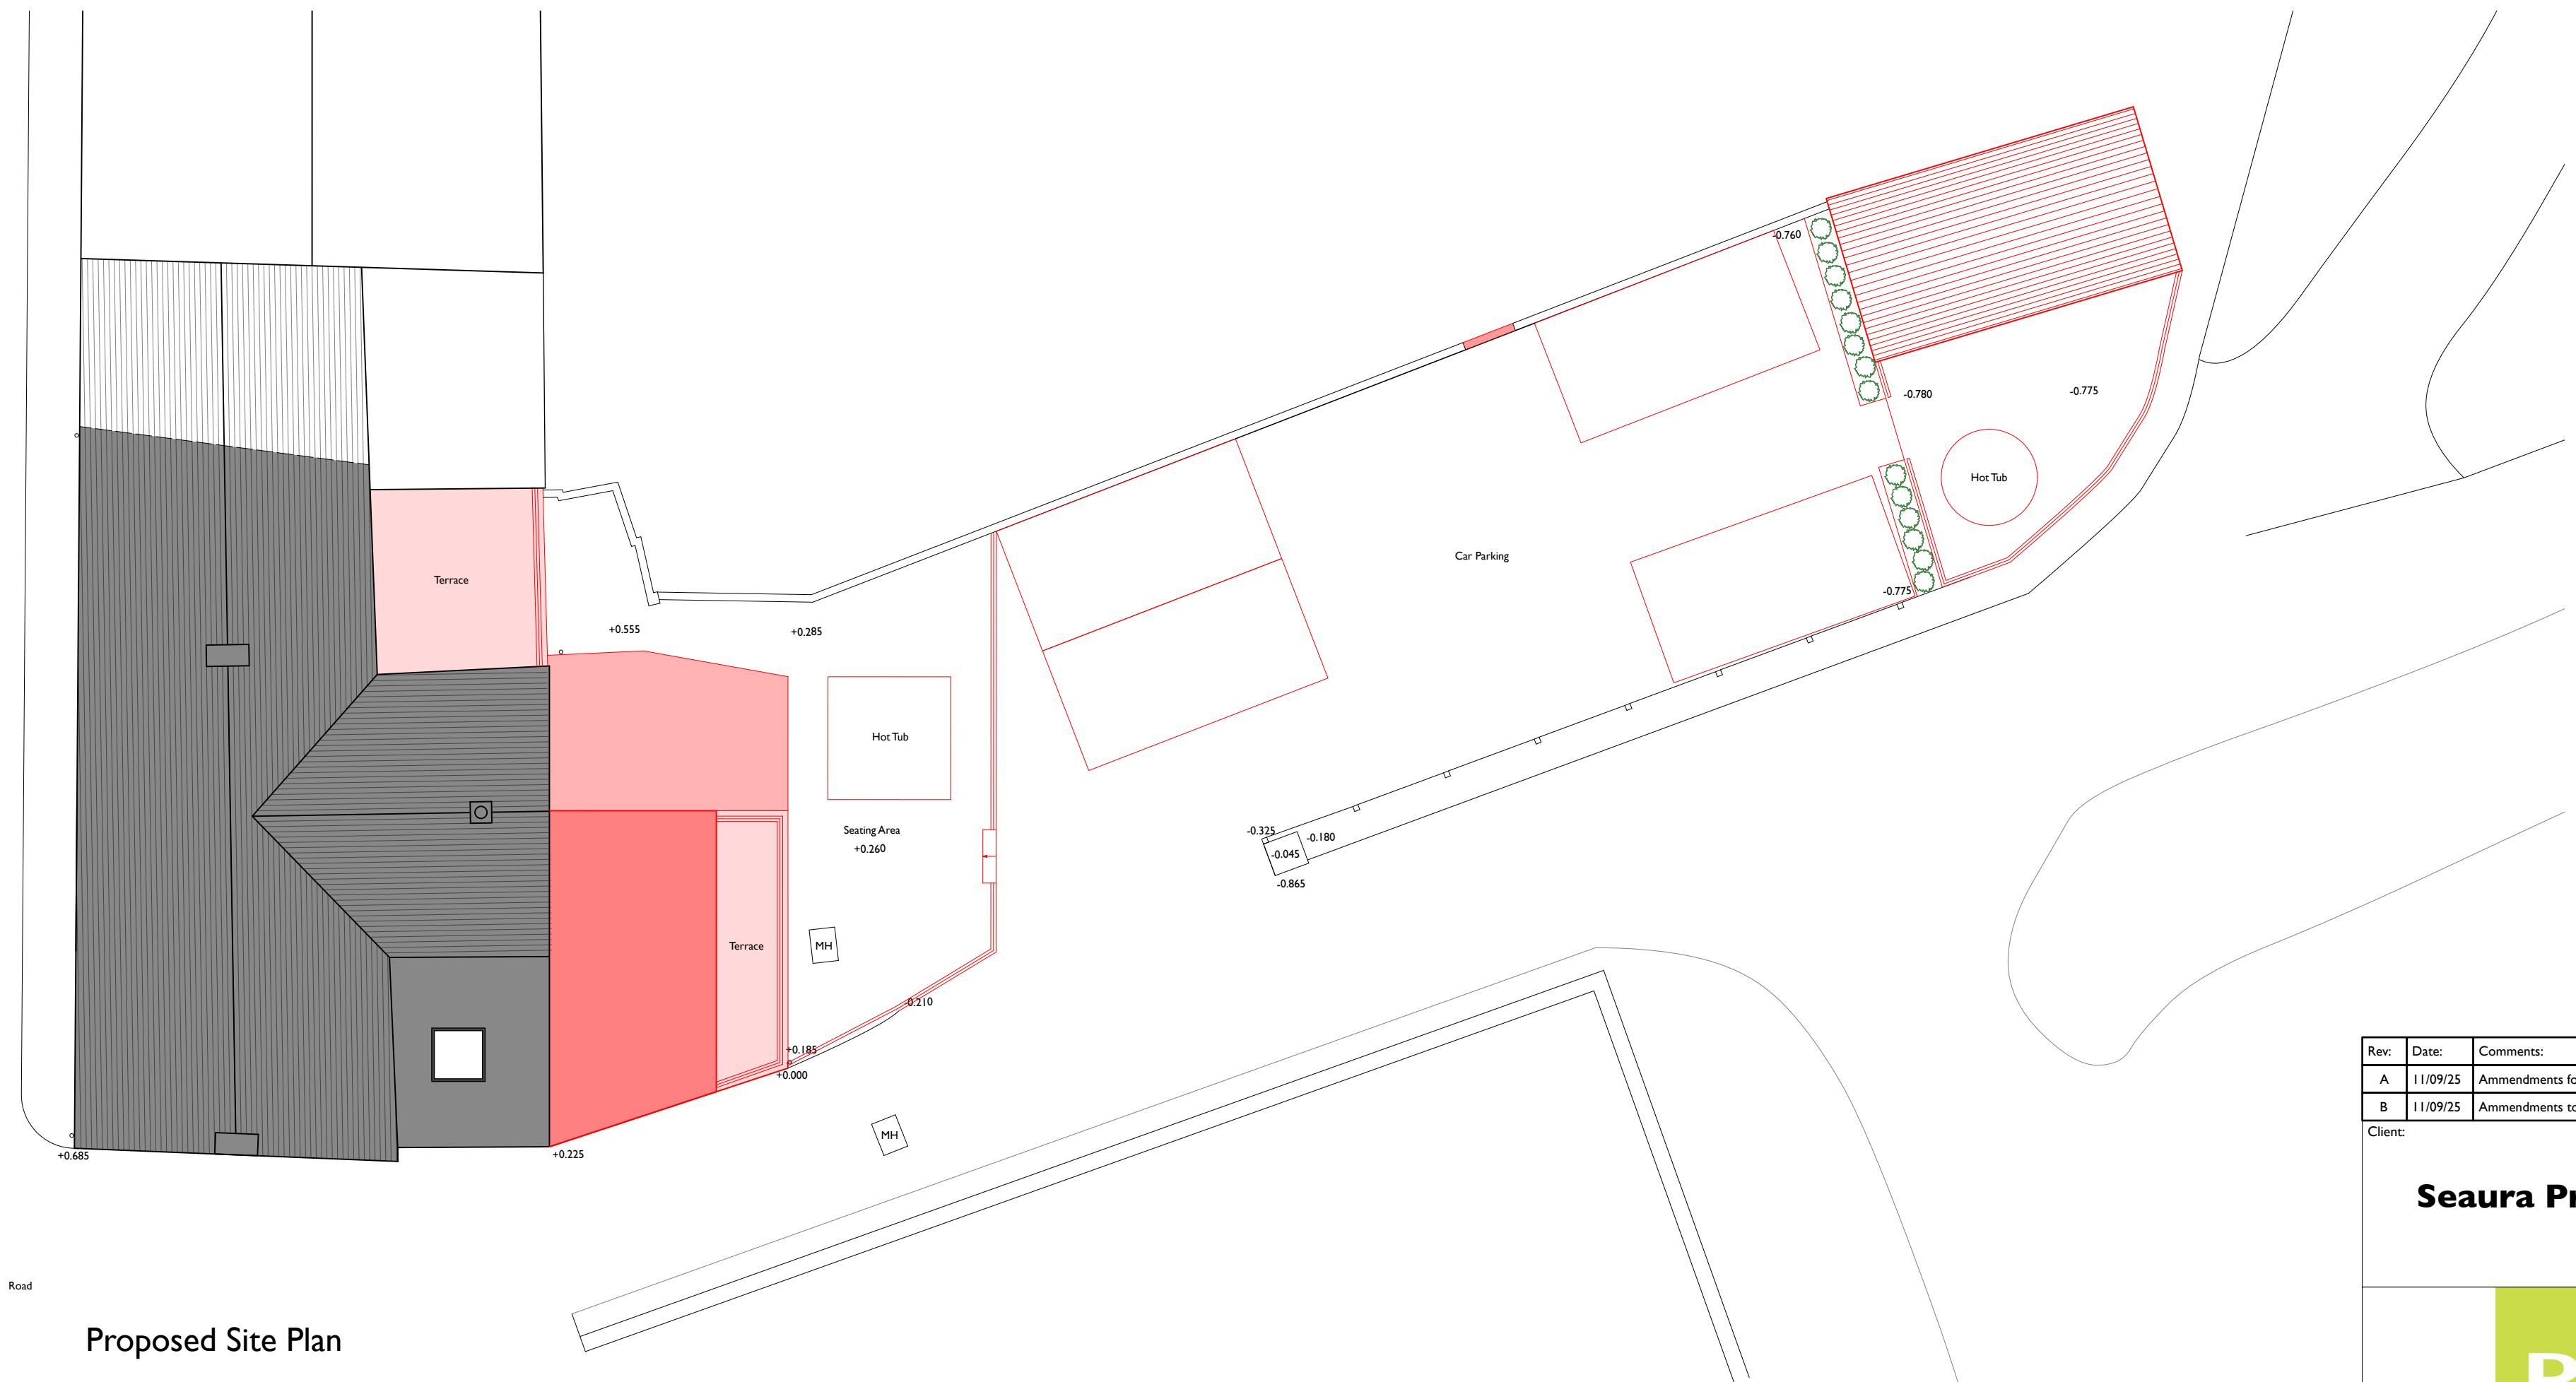 -0.760
-0.780
-0.775
Hot Tub
Car Parking
Terrace
-0.775
+0.555
+0.285
Hot Tub
Seating Area
+0.260
-0.325
-0.180
-0.045
-0.865
Terrace
MH
-0.210
+0.185
+0.000
MH
+0.685
+0.225
Road
Proposed Site Plan
Rev: Date: Comments:
A 11/09/25 Ammendments
B 11/09/25 Ammendments
Client:
Seaura